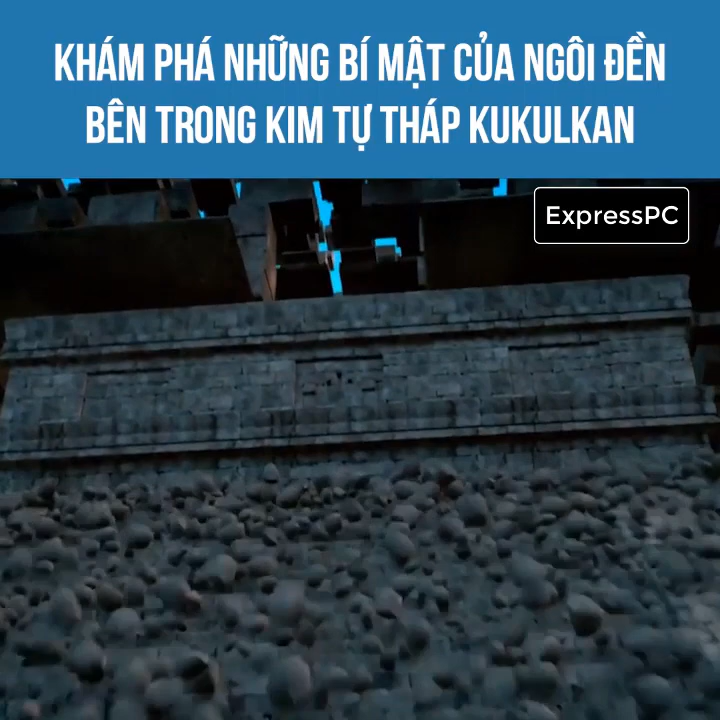 KHÁM PHÁ NHỮNG BÍ MẬT CỦA NGÔI ĐỀN
BÊN TRONG KIM TỰ THÁP KUKULKAN
ExpressPC